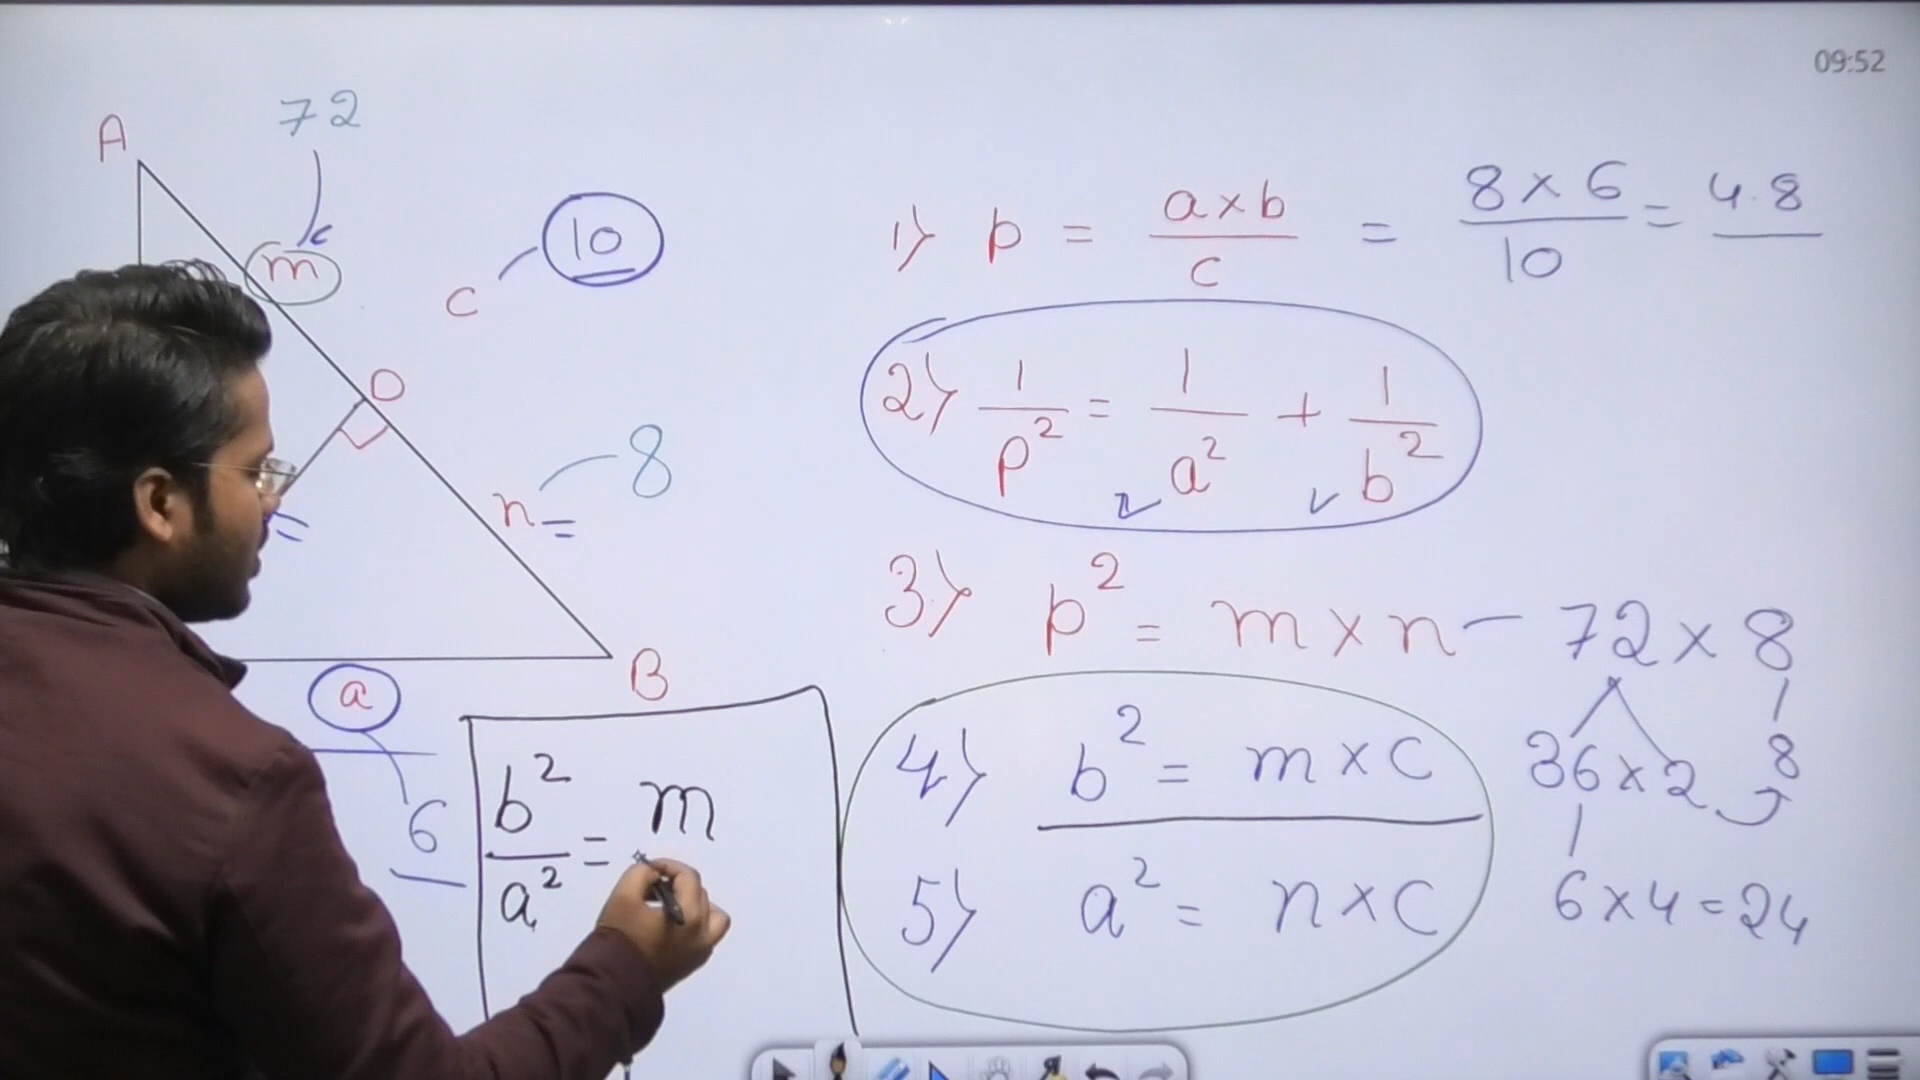 09:52
A
72
m
c
10
D
n =
8
a
B
6
b² / a² = m
1) p = a x b / c = 8 x 6 / 10 = 4.8
2) 1 / p² = 1 / a² + 1 / b²
3) p² = m x n - 72 x 8
36 x 2 8
6 x 4 = 24
4) b² = m x c
5) a² = n x c